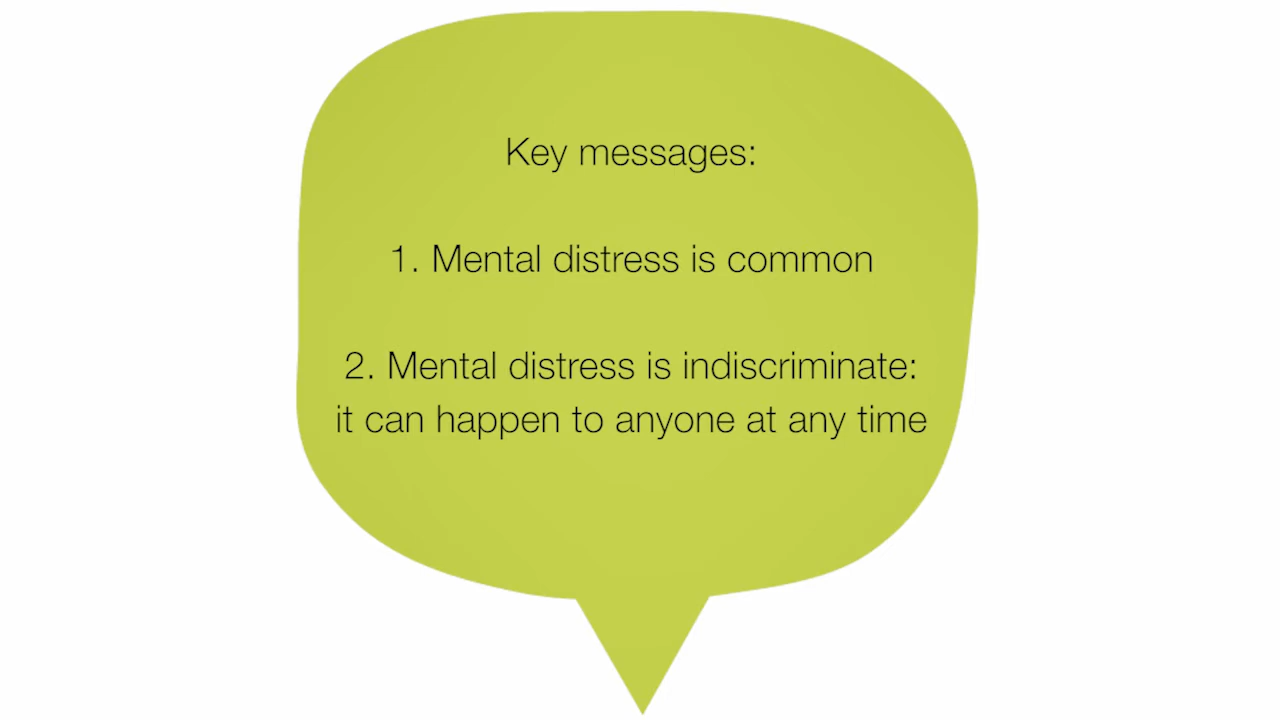 Key messages:
1. Mental distress is common
2. Mental distress is indiscriminate:
it can happen to anyone at any time